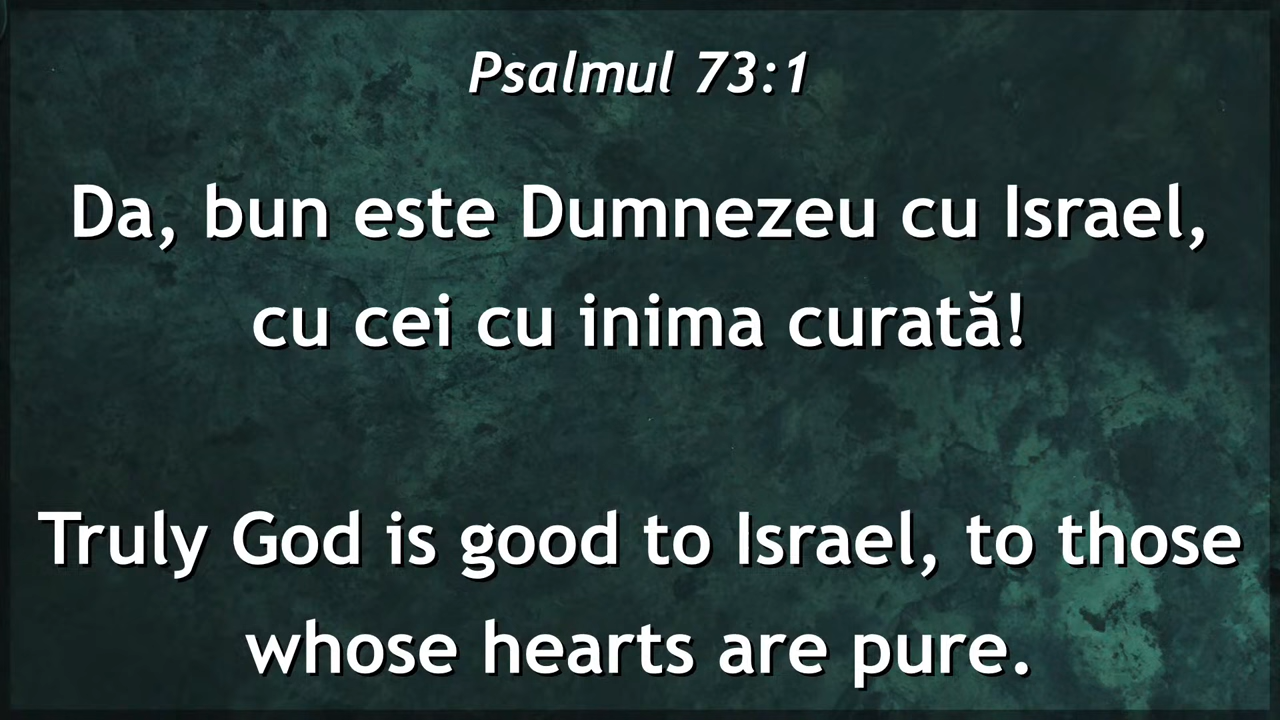 Psalmul 73:1
Da, bun este Dumnezeu cu Israel,
cu cei cu inima curată!
Truly God is good to Israel, to those
whose hearts are pure.